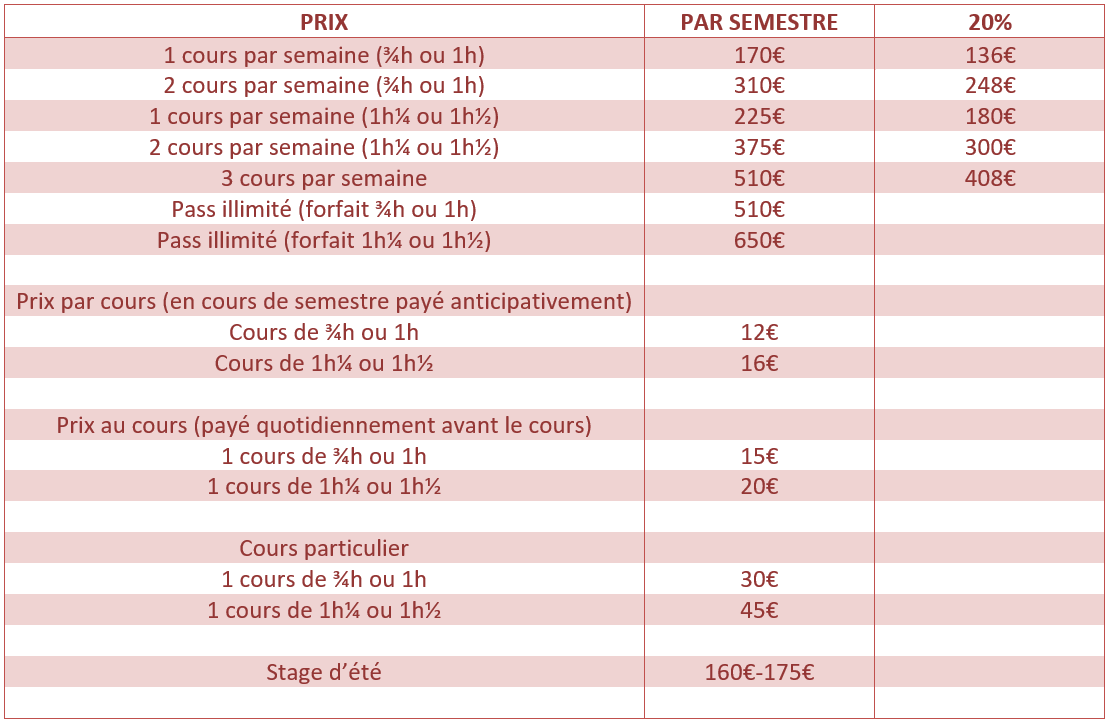 PRIX PAR SEMESTRE 20%
1 cours par semaine (¾h ou 1h) 170€ 136€
2 cours par semaine (¾h ou 1h) 310€ 248€
1 cours par semaine (1h¼ ou 1h½) 225€ 180€
2 cours par semaine (1h¼ ou 1h½) 375€ 300€
3 cours par semaine 510€ 408€
Pass illimité (forfait ¾h ou 1h) 510€
Pass illimité (forfait 1h¼ ou 1h½) 650€
Prix par cours (en cours de semestre payé anticipativement)
Cours de ¾h ou 1h 12€
Cours de 1h¼ ou 1h½ 16€
Prix au cours (payé quotidiennement avant le cours)
1 cours de ¾h ou 1h 15€
1 cours de 1h¼ ou 1h½ 20€
Cours particulier
1 cours de ¾h ou 1h 30€
1 cours de 1h¼ ou 1h½ 45€
Stage d’été 160€-175€